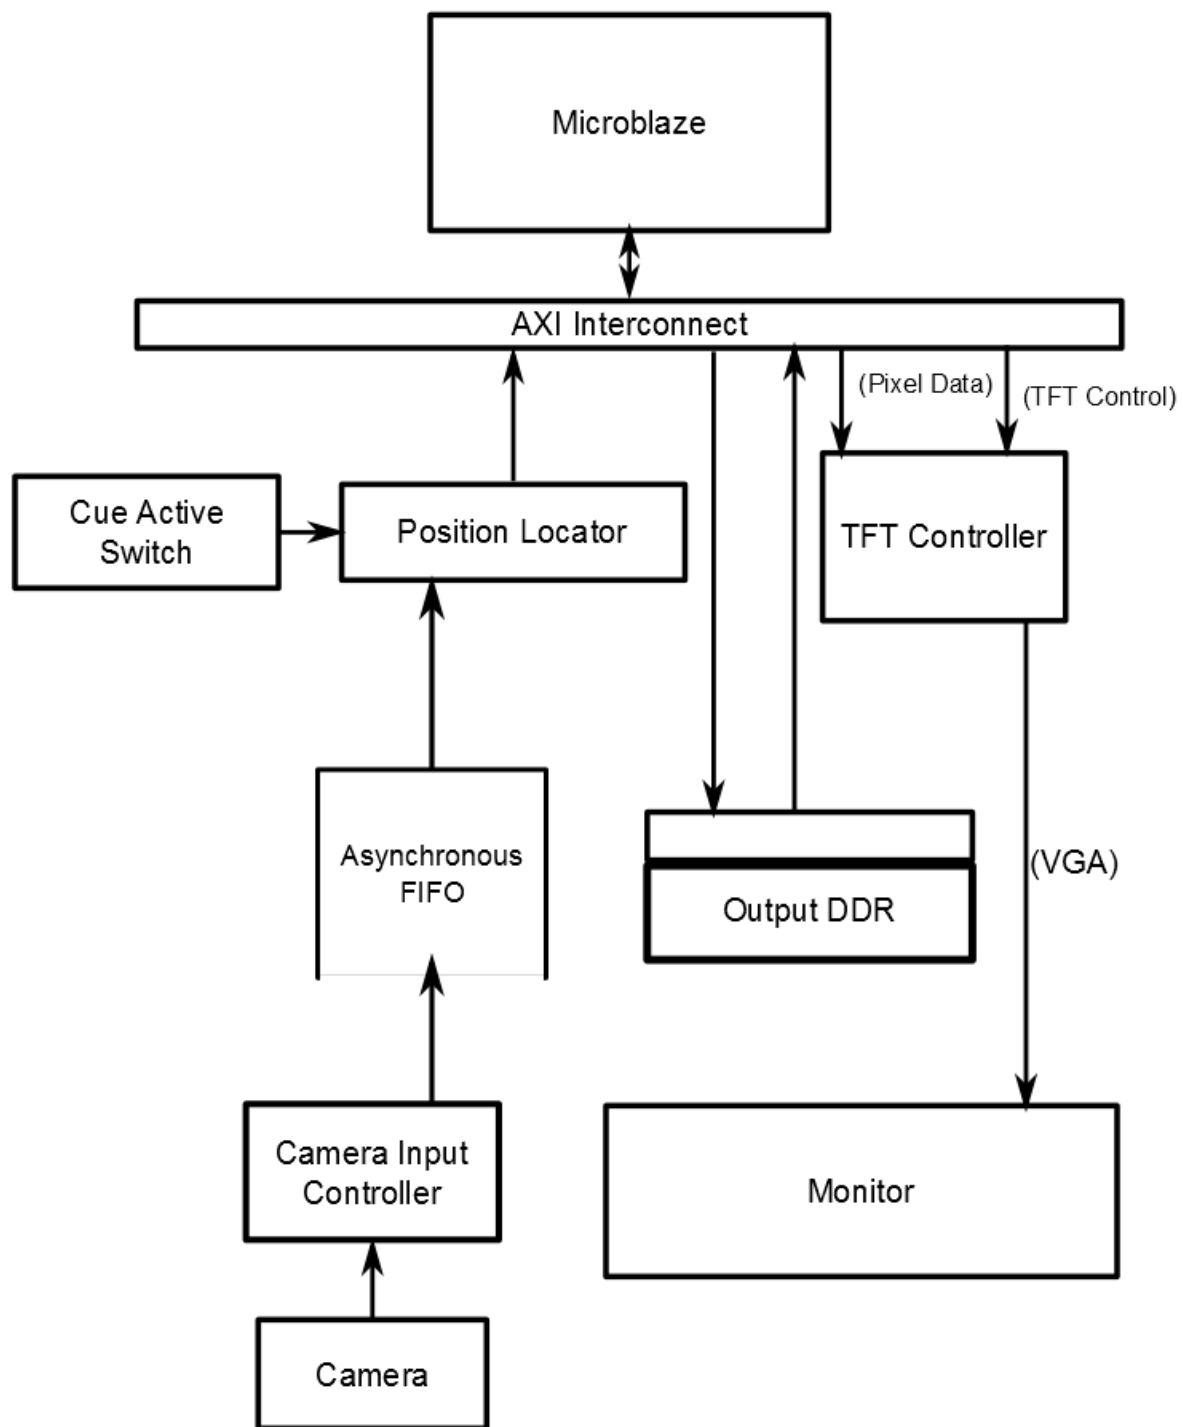 Microblaze
AXI Interconnect
(Pixel Data)
(TFT Control)
Cue Active
Switch
Position Locator
TFT Controller
Asynchronous
FIFO
(VGA)
Output DDR
Camera Input
Controller
Monitor
Camera